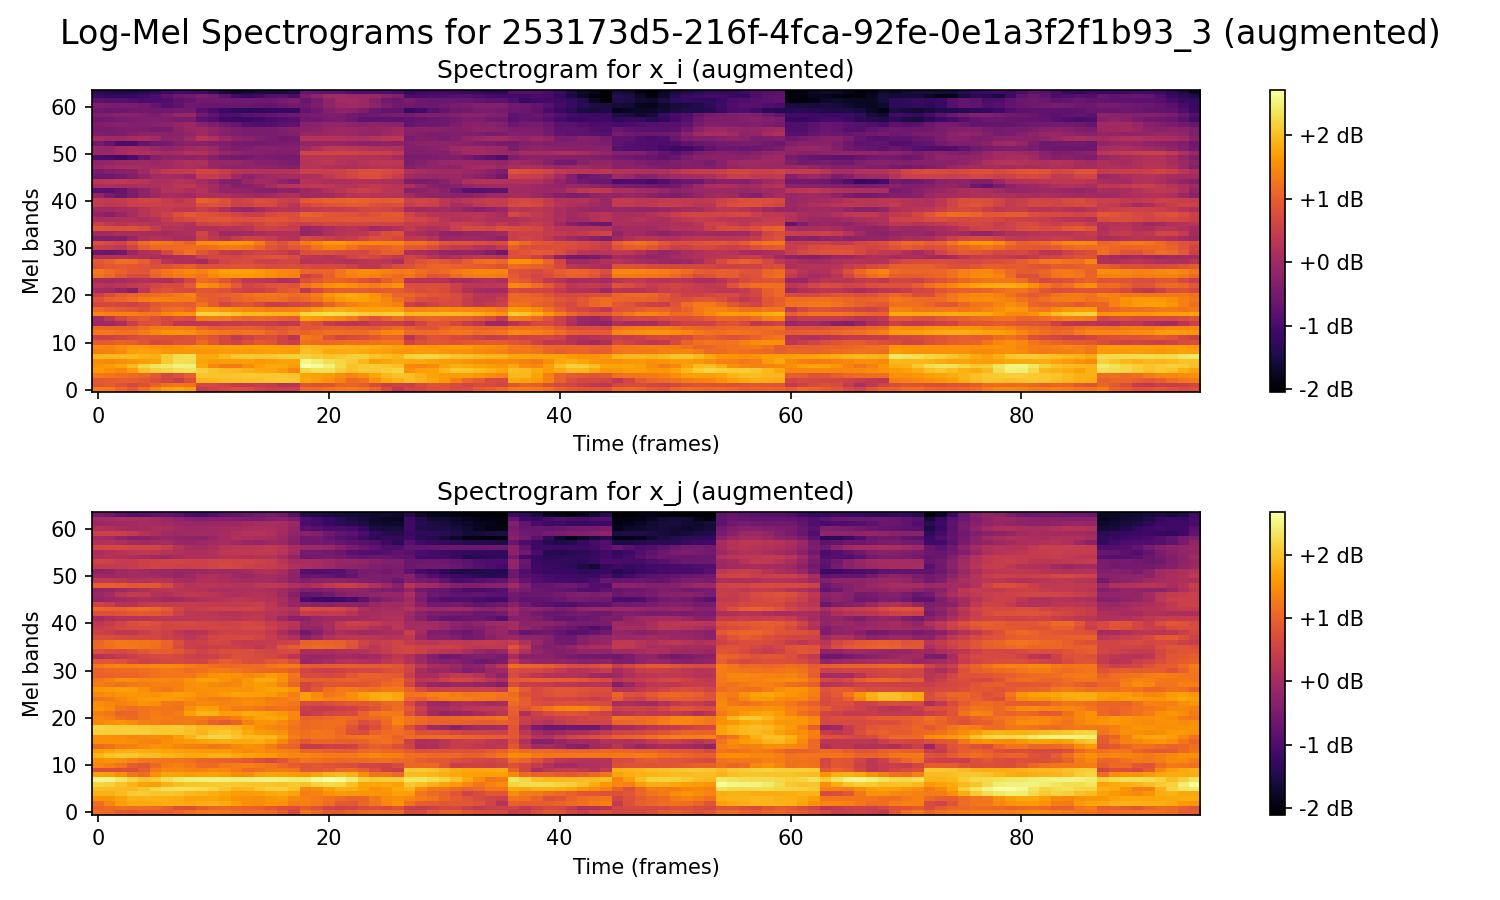 Log-Mel Spectrograms for 253173d5-216f-4fca-92fe-0e1a3f2f1b93_3 (augmented)
Spectrogram for x_i (augmented)
60
50
40
30
20
10
0
Mel bands
0 20 40 60 80
Time (frames)
+2 dB
+1 dB
+0 dB
-1 dB
-2 dB
Spectrogram for x_j (augmented)
60
50
40
30
20
10
0
Mel bands
0 20 40 60 80
Time (frames)
+2 dB
+1 dB
+0 dB
-1 dB
-2 dB